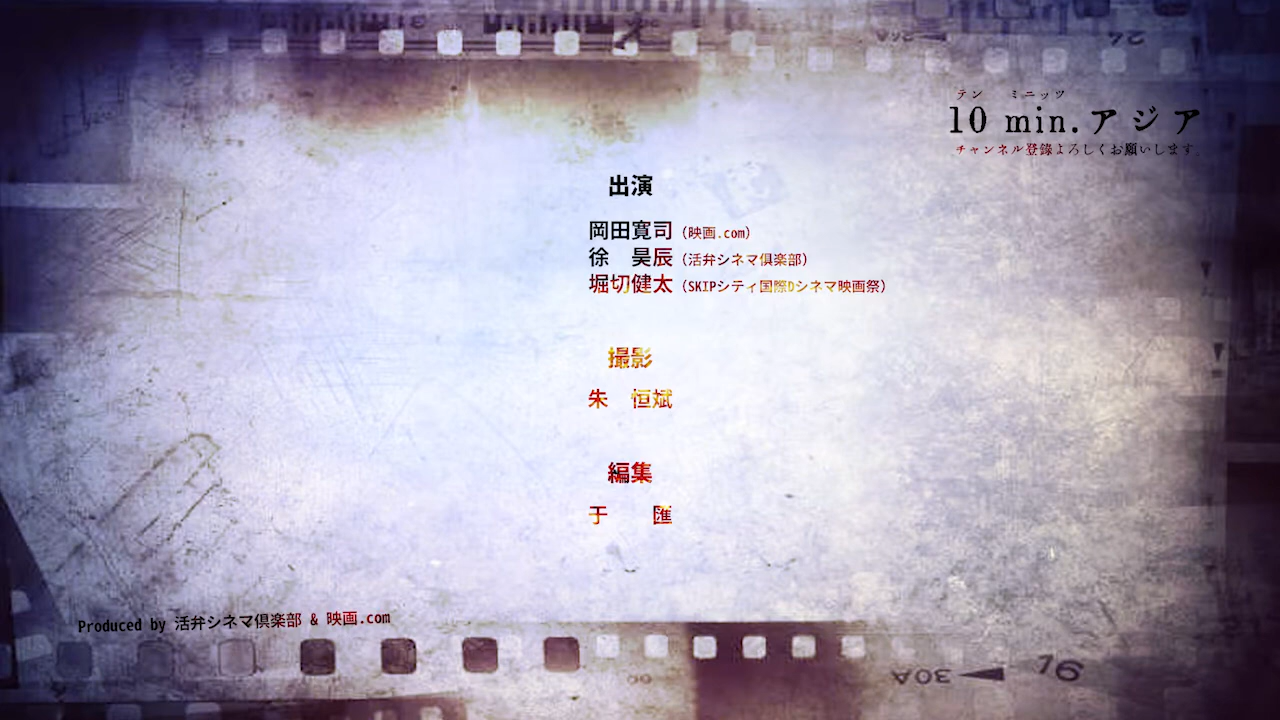 テン ミニッツ
10 min.アジア
チャンネル登録よろしくお願いします。
出演
岡田寛司（映画.com）
徐　昊辰（活弁シネマ倶楽部）
堀切健太（SKIPシティ国際Dシネマ映画祭）
撮影
朱　恒斌
編集
于　　匯
Produced by 活弁シネマ倶楽部 & 映画.com
30A
19